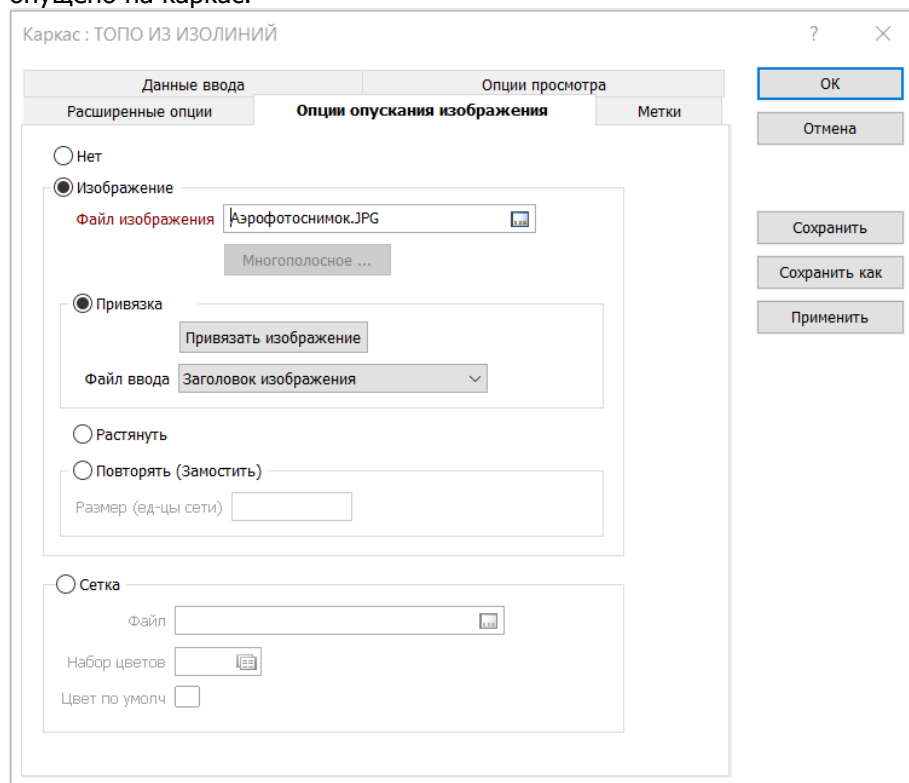 опущено на каркас.
Каркас : ТОПО ИЗ ИЗОЛИНИЙ ?
Данные ввода Опции просмотра
Расширенные опции Опции опускания изображения Метки
OK
Отмена
Нет
Изображение
Файл изображения Аэрофотоснимок.JPG
Многополосное ...
Сохранить
Сохранить как
Применить
Привязка
Привязать изображение
Файл ввода Заголовок изображения
Растянуть
Повторять (Замостить)
Размер (ед-цы сети)
Сетка
Файл
Набор цветов
Цвет по умолч